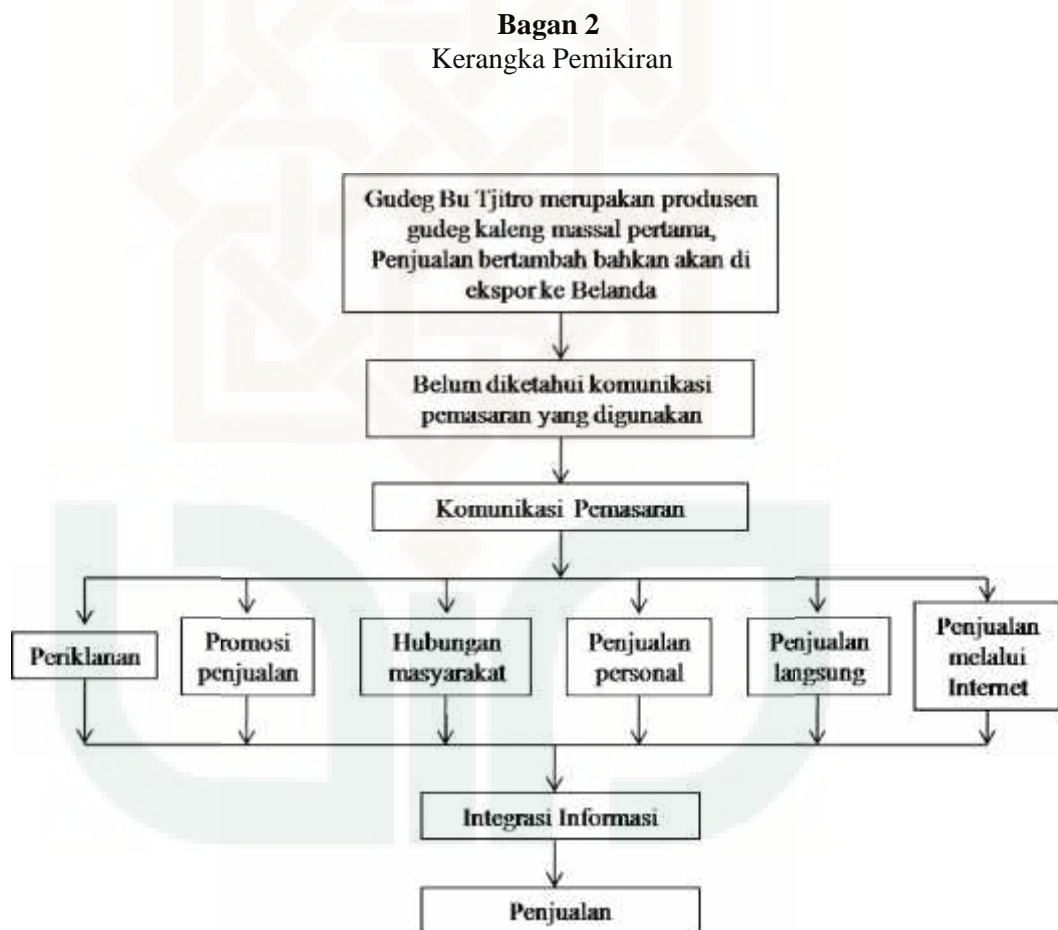 Bagan 2
Kerangka Pemikiran
Gudeg Bu Tjitro merupakan produsen
gudeg kaleng massal pertama,
Penjualan bertambah bahkan akan di
ekspor ke Belanda
Belum diketahui komunikasi
pemasaran yang digunakan
Komunikasi Pemasaran
Periklanan
Promosi
penjualan
Hubungan
masyarakat
Penjualan
personal
Penjualan
langsung
Penjualan
melalui
Internet
Integrasi Informasi
Penjualan